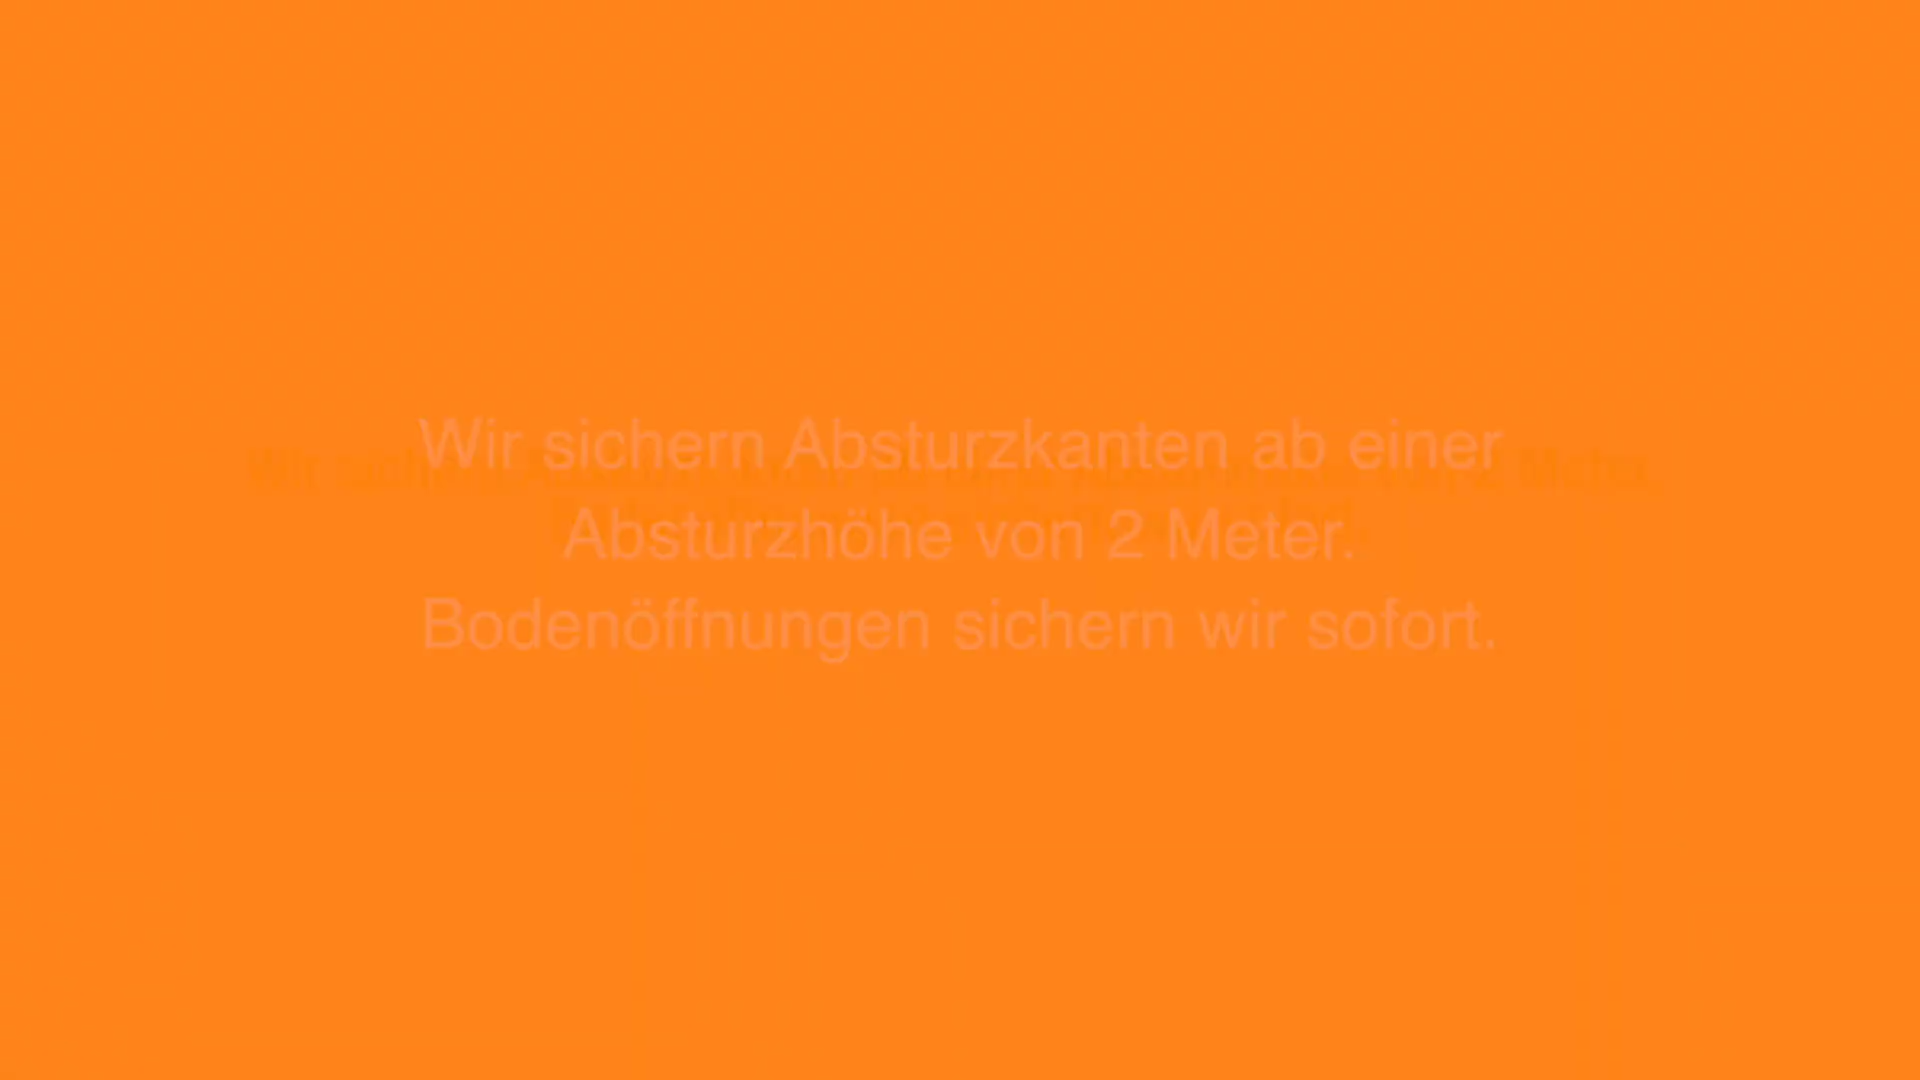 Wir sichern Absturzkanten ab einer
Absturzhöhe von 2 Meter.
Bodenöffnungen sichern wir sofort.